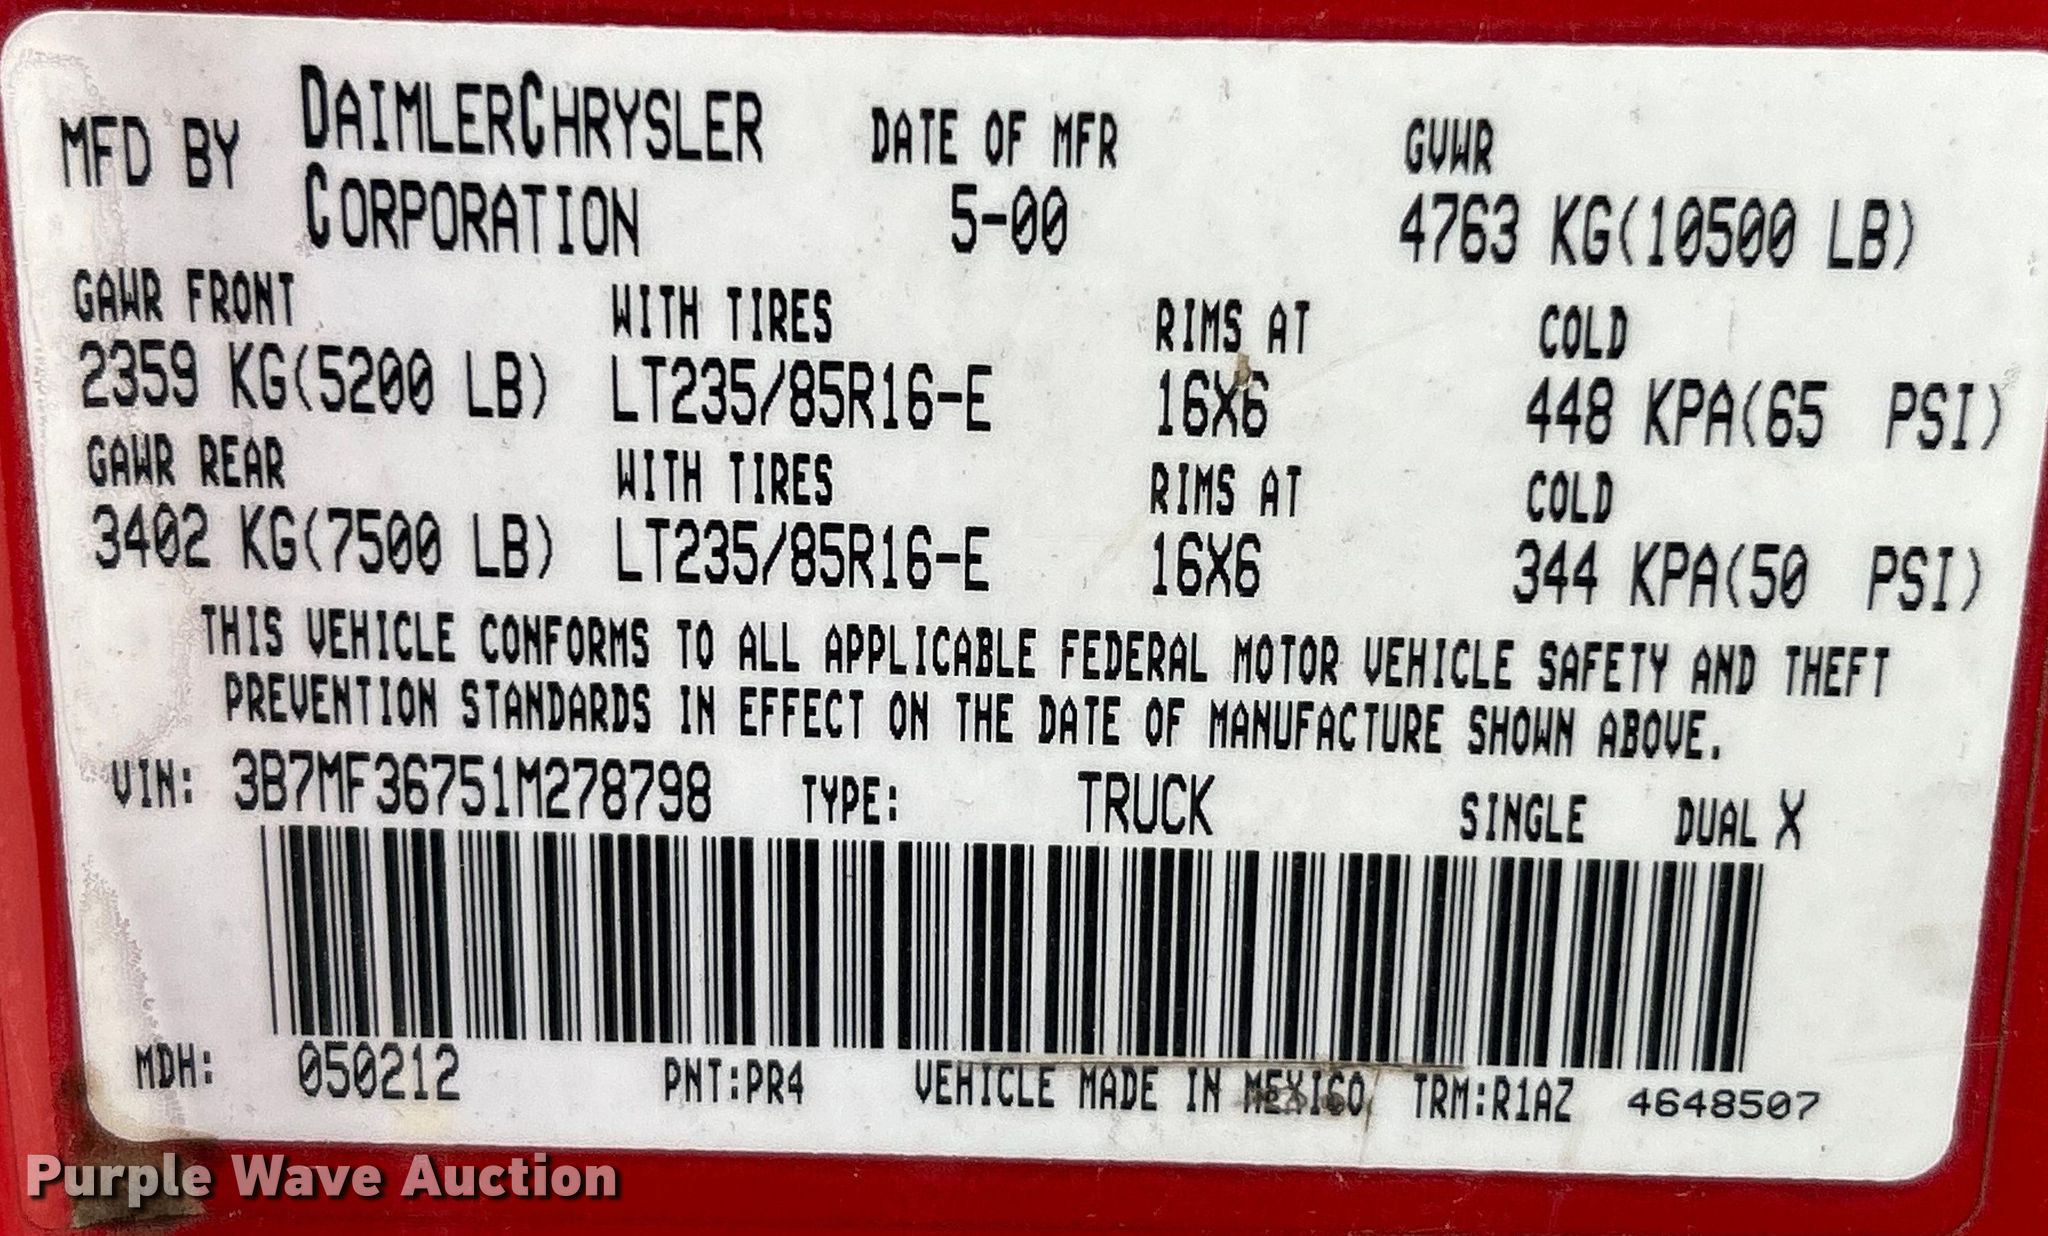 MFD BY DAIMLERCHRYSLER CORPORATION
DATE OF MFR
5-00
GVWR
4763 KG(10500 LB)
GAWR FRONT WITH TIRES RIMS AT COLD
2359 KG(5200 LB) LT235/85R16-E 16X6 448 KPA(65 PSI)
GAWR REAR WITH TIRES RIMS AT COLD
3402 KG(7500 LB) LT235/85R16-E 16X6 344 KPA(50 PSI)
THIS VEHICLE CONFORMS TO ALL APPLICABLE FEDERAL MOTOR VEHICLE SAFETY AND THEFT
PREVENTION STANDARDS IN EFFECT ON THE DATE OF MANUFACTURE SHOWN ABOVE.
VIN: 3B7MF36751M278798 TYPE: TRUCK SINGLE DUAL X
MDH: 050212 PNT:PR4 VEHICLE MADE IN MEXICO TRM:R1AZ 4648507
Purple Wave Auction